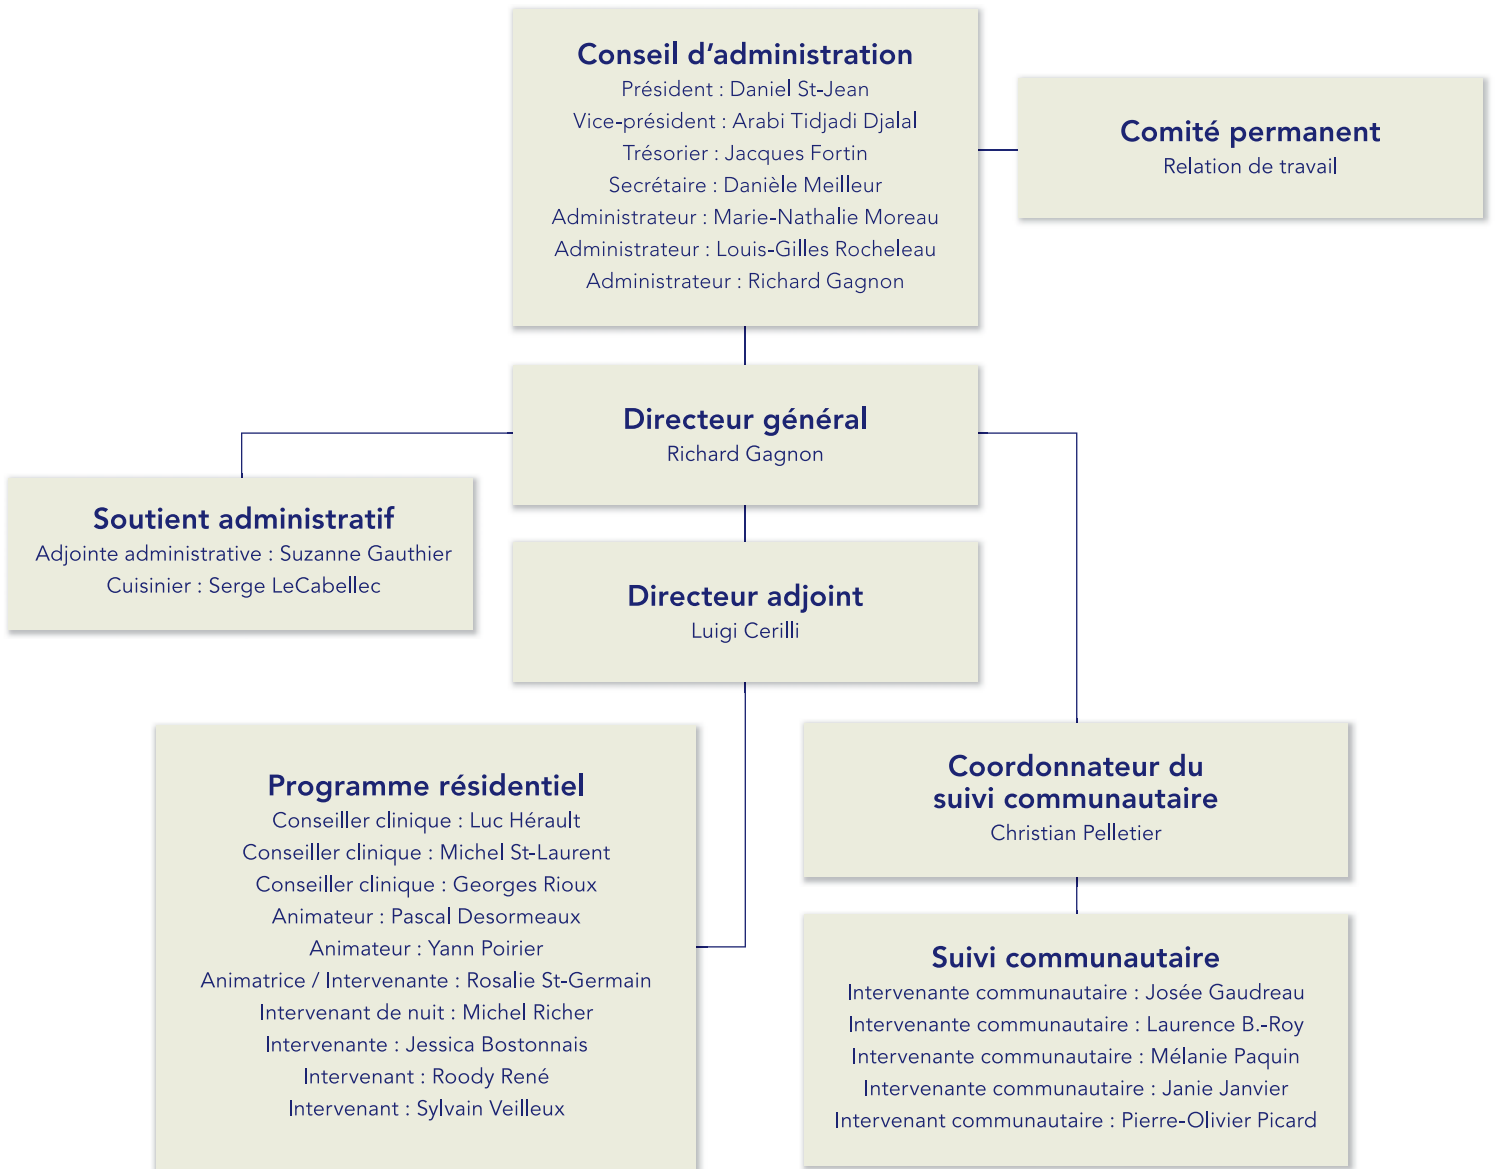 Conseil d’administration
Président : Daniel St-Jean
Vice-président : Arabi Tidjadi Djalal
Trésorier : Jacques Fortin
Secrétaire : Danièle Meilleur
Administrateur : Marie-Nathalie Moreau
Administrateur : Louis-Gilles Rocheleau
Administrateur : Richard Gagnon
Comité permanent
Relation de travail
Directeur général
Richard Gagnon
Soutient administratif
Adjointe administrative : Suzanne Gauthier
Cuisinier : Serge LeCabellec
Directeur adjoint
Luigi Cerilli
Programme résidentiel
Conseiller clinique : Luc Hérault
Conseiller clinique : Michel St-Laurent
Conseiller clinique : Georges Rioux
Animateur : Pascal Desormeaux
Animateur : Yann Poirier
Animatrice / Intervenante : Rosalie St-Germain
Intervenant de nuit : Michel Richer
Intervenante : Jessica Bostonnais
Intervenant : Roody René
Intervenant : Sylvain Veilleux
Coordonnateur du
suivi communautaire
Christian Pelletier
Suivi communautaire
Intervenante communautaire : Josée Gaudreau
Intervenante communautaire : Laurence B.-Roy
Intervenante communautaire : Mélanie Paquin
Intervenante communautaire : Janie Janvier
Intervenant communautaire : Pierre-Olivier Picard